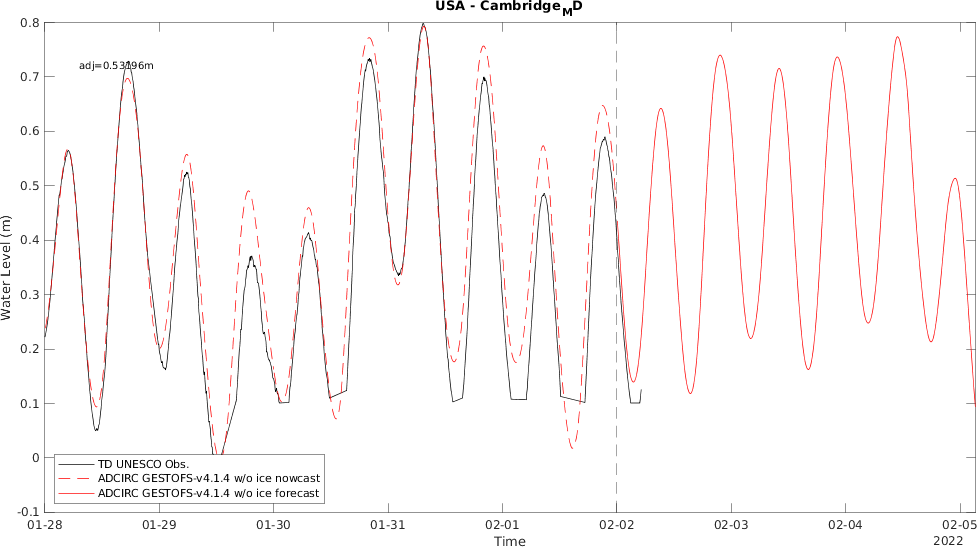 USA - Cambridge_MD
adj=0.53196m
0.8
0.7
0.6
0.5
0.4
0.3
0.2
0.1
0
-0.1
Water Level (m)
TD UNESCO Obs.
ADCIRC GESTOFS-v4.1.4 w/o ice nowcast
ADCIRC GESTOFS-v4.1.4 w/o ice forecast
01-28 01-29 01-30 01-31 02-01 02-02 02-03 02-04 02-05
Time
2022